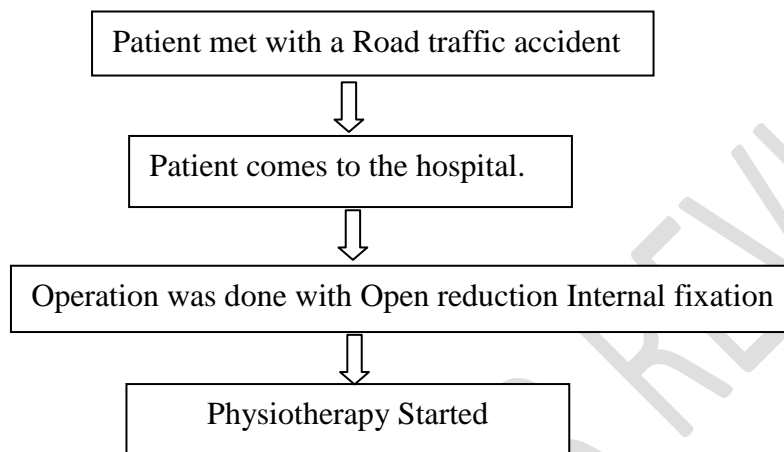 Patient met with a Road traffic accident
Patient comes to the hospital.
Operation was done with Open reduction Internal fixation
Physiotherapy Started